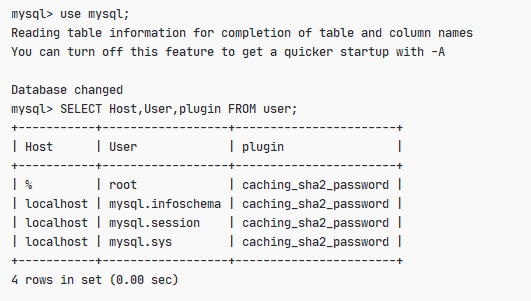 mysql> use mysql;
Reading table information for completion of table and column names
You can turn off this feature to get a quicker startup with -A

Database changed
mysql> SELECT Host,User,plugin FROM user;
+-----------+------------------+-----------------------+
| Host      | User             | plugin                |
+-----------+------------------+-----------------------+
| %         | root             | caching_sha2_password |
| localhost | mysql.infoschema | caching_sha2_password |
| localhost | mysql.session    | caching_sha2_password |
| localhost | mysql.sys        | caching_sha2_password |
+-----------+------------------+-----------------------+
4 rows in set (0.00 sec)